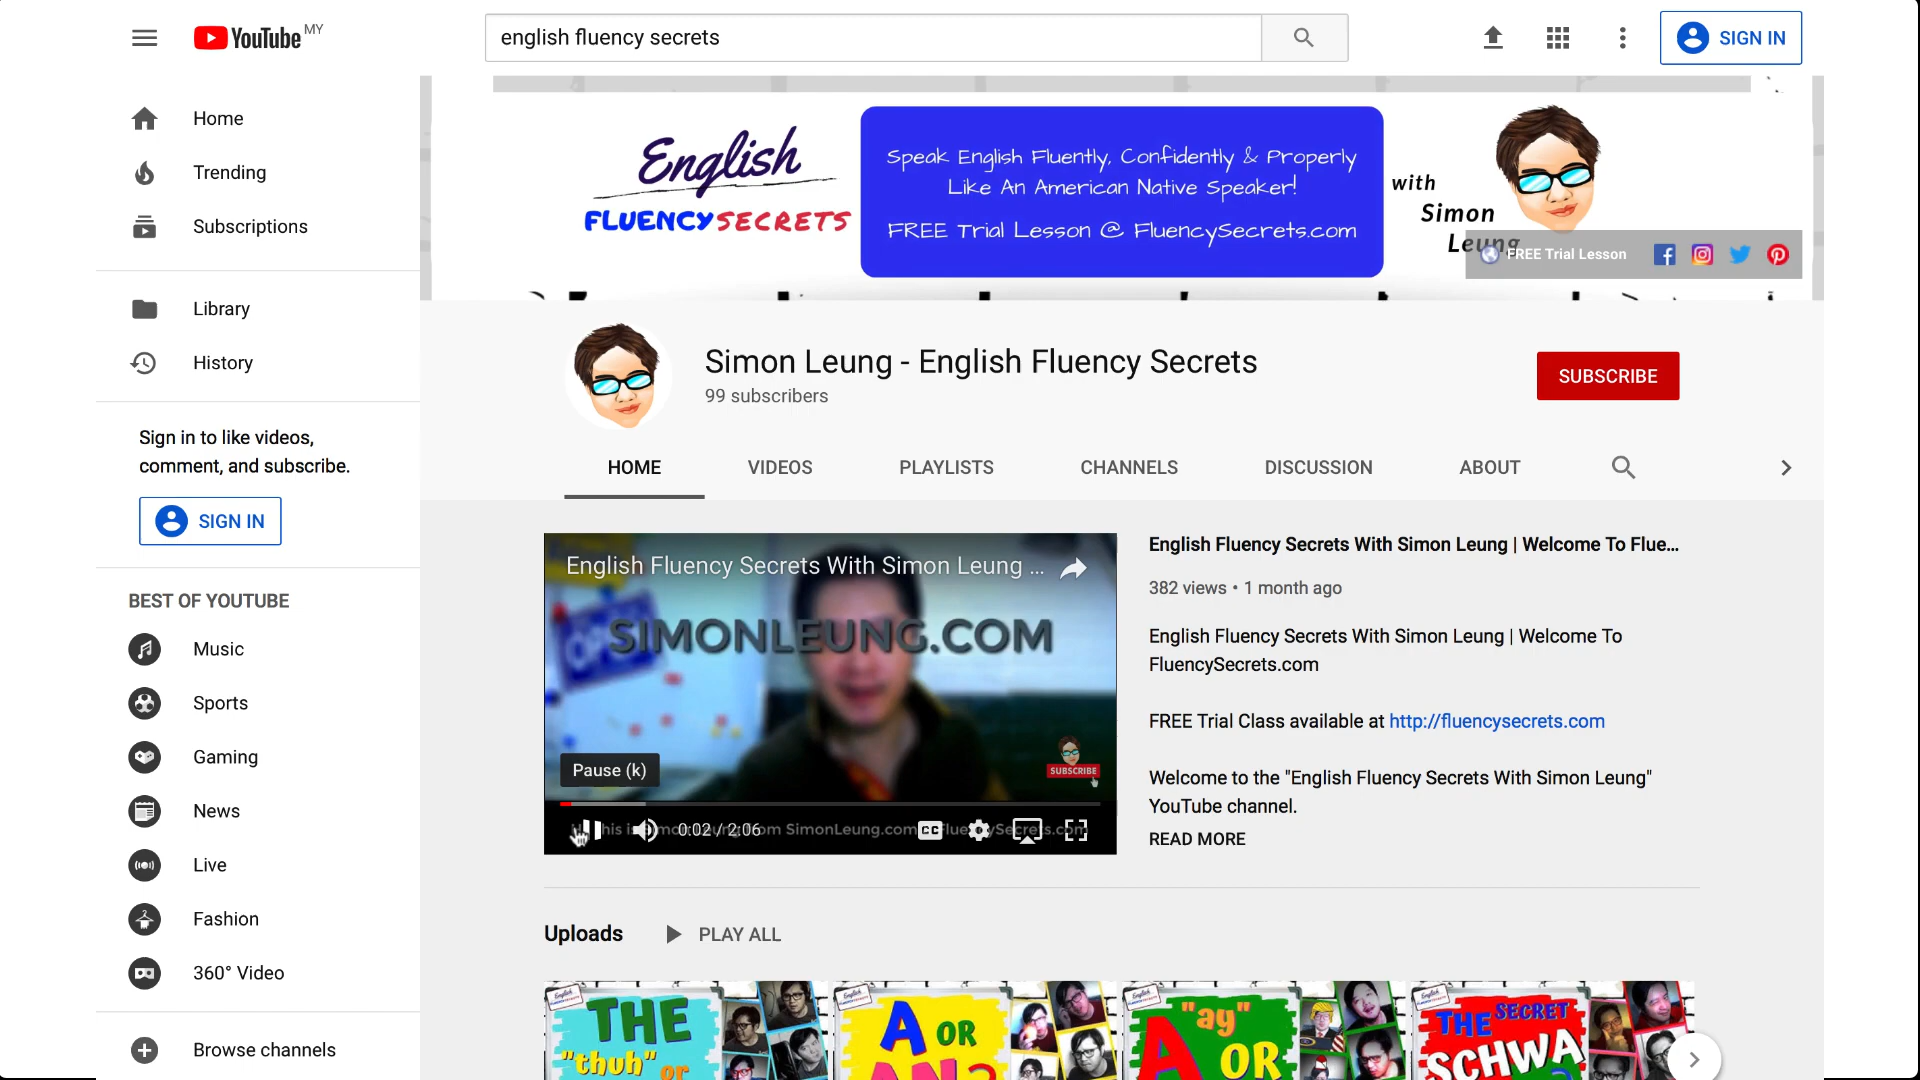 YouTube MY
english fluency secrets
SIGN IN
Home
Trending
Subscriptions
Library
History
Sign in to like videos,
comment, and subscribe.
SIGN IN
BEST OF YOUTUBE
Music
Sports
Gaming
News
Live
Fashion
360° Video
Browse channels
English
FLUENCYSECRETS
Speak English Fluently, Confidently & Properly
Like An American Native Speaker!
FREE Trial Lesson @ FluencySecrets.com
with
Simon
Leung
FREE Trial Lesson
Simon Leung - English Fluency Secrets
99 subscribers
SUBSCRIBE
HOME VIDEOS PLAYLISTS CHANNELS DISCUSSION ABOUT
English Fluency Secrets With Simon Leung ...
OPEN
SIMONLEUNG.COM
SUBSCRIBE
Pause (k)
0:02 / 2:06
CC
English Fluency Secrets With Simon Leung | Welcome To Flue...
382 views • 1 month ago
English Fluency Secrets With Simon Leung | Welcome To
FluencySecrets.com
FREE Trial Class available at http://fluencysecrets.com
Welcome to the "English Fluency Secrets With Simon Leung"
YouTube channel.
READ MORE
Uploads PLAY ALL
THE
"thuh" or
A OR
AN?
"ay"
A OR
THE SECRET
SCHWA